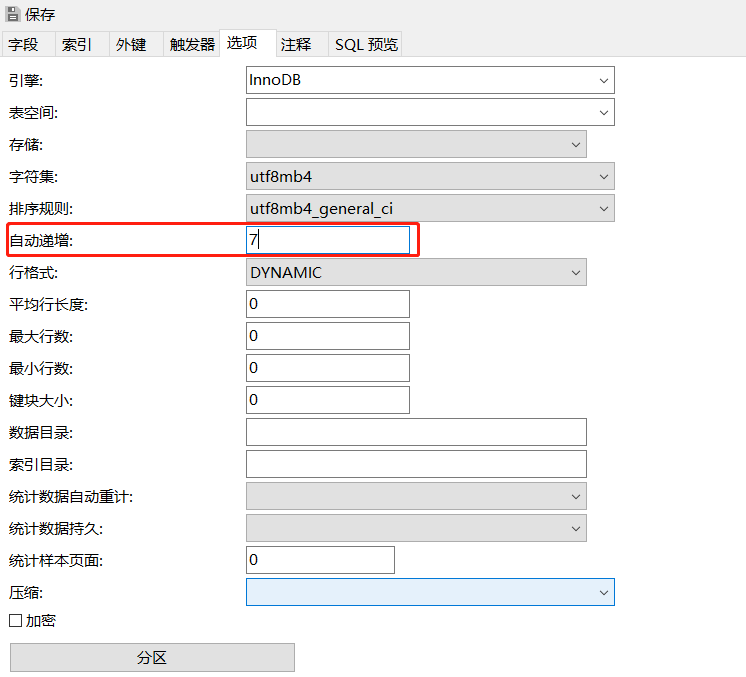 保存
字段 索引 外键 触发器 选项 注释 SQL 预览
引擎: InnoDB
表空间:
存储:
字符集: utf8mb4
排序规则: utf8mb4_general_ci
自动递增: 7
行格式: DYNAMIC
平均行长度: 0
最大行数: 0
最小行数: 0
键块大小: 0
数据目录:
索引目录:
统计数据自动重计:
统计数据持久:
统计样本页面: 0
压缩:
加密
分区